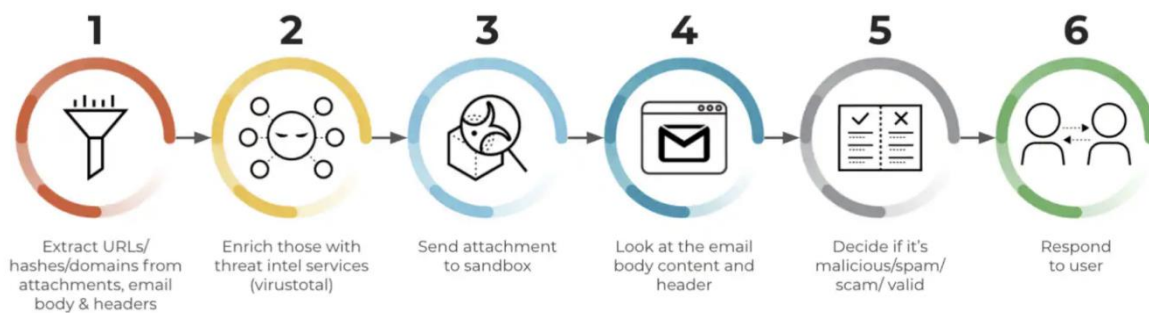 1
2
3
4
5
6
Extract URLs/
hashes/domains from
attachments, email
body & headers
Enrich those with
threat intel services
(virustotal)
Send attachment
to sandbox
Look at the email
body content and
header
Decide if it's
malicious/spam/
scam/ valid
Respond
to user